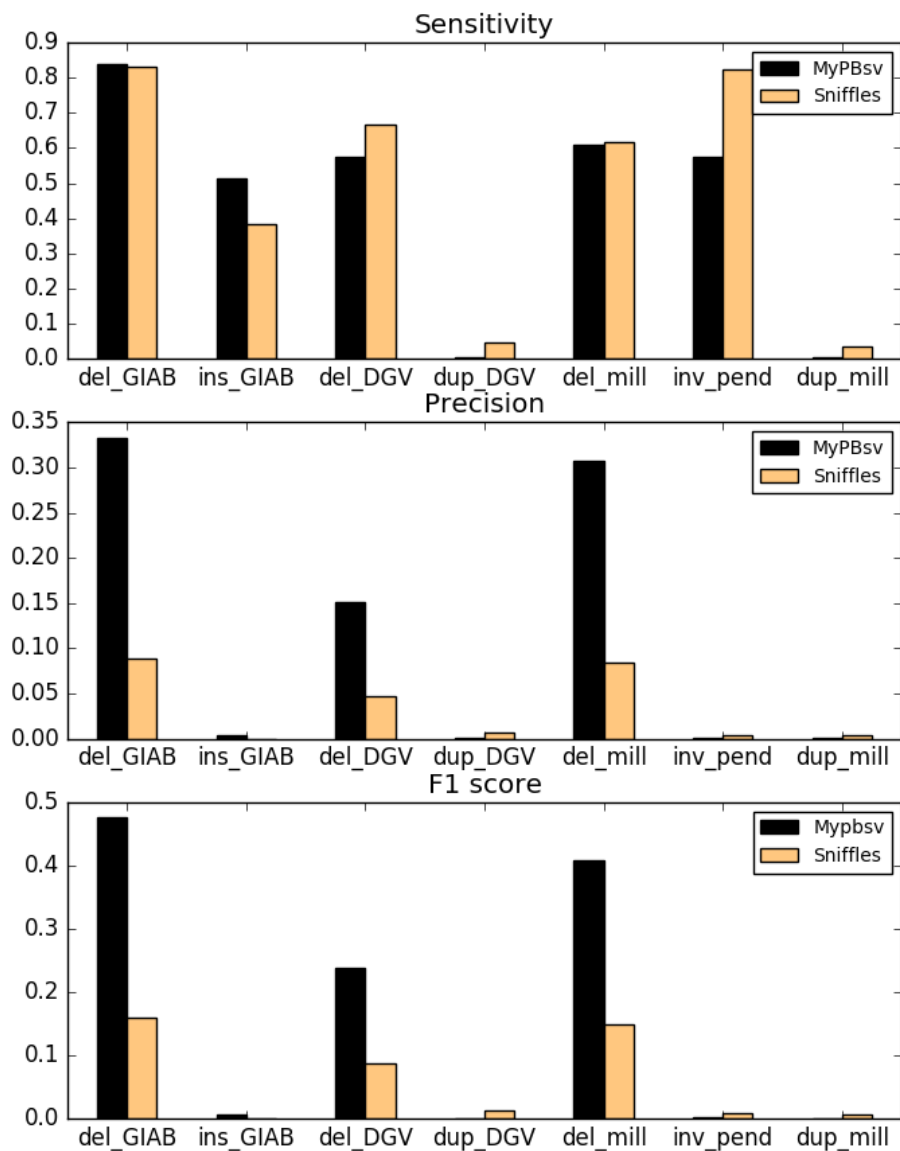 Sensitivity
0.9
0.8
0.7
0.6
0.5
0.4
0.3
0.2
0.1
0.0
MyPBsv
Sniffles
del_GIAB ins_GIAB del_DGV dup_DGV del_mill inv_pend dup_mill
Precision
0.35
0.30
0.25
0.20
0.15
0.10
0.05
0.00
MyPBsv
Sniffles
del_GIAB ins_GIAB del_DGV dup_DGV del_mill inv_pend dup_mill
F1 score
0.5
0.4
0.3
0.2
0.1
0.0
Mypbsv
Sniffles
del_GIAB ins_GIAB del_DGV dup_DGV del_mill inv_pend dup_mill